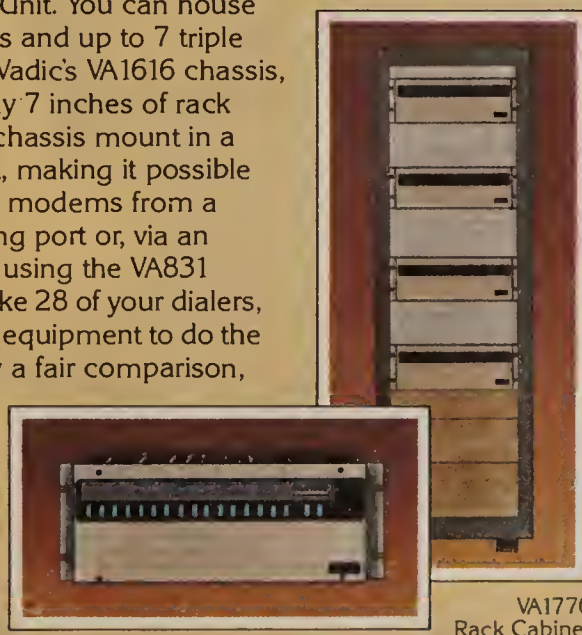 Unit. You can house
s and up to 7 triple
Vadic's VA1616 chassis,
y 7 inches of rack
chassis mount in a
, making it possible
modems from a
ng port or, via an
using the VA831
ke 28 of your dialers,
equipment to do the
a fair comparison,
VA1770
Rack Cabinet